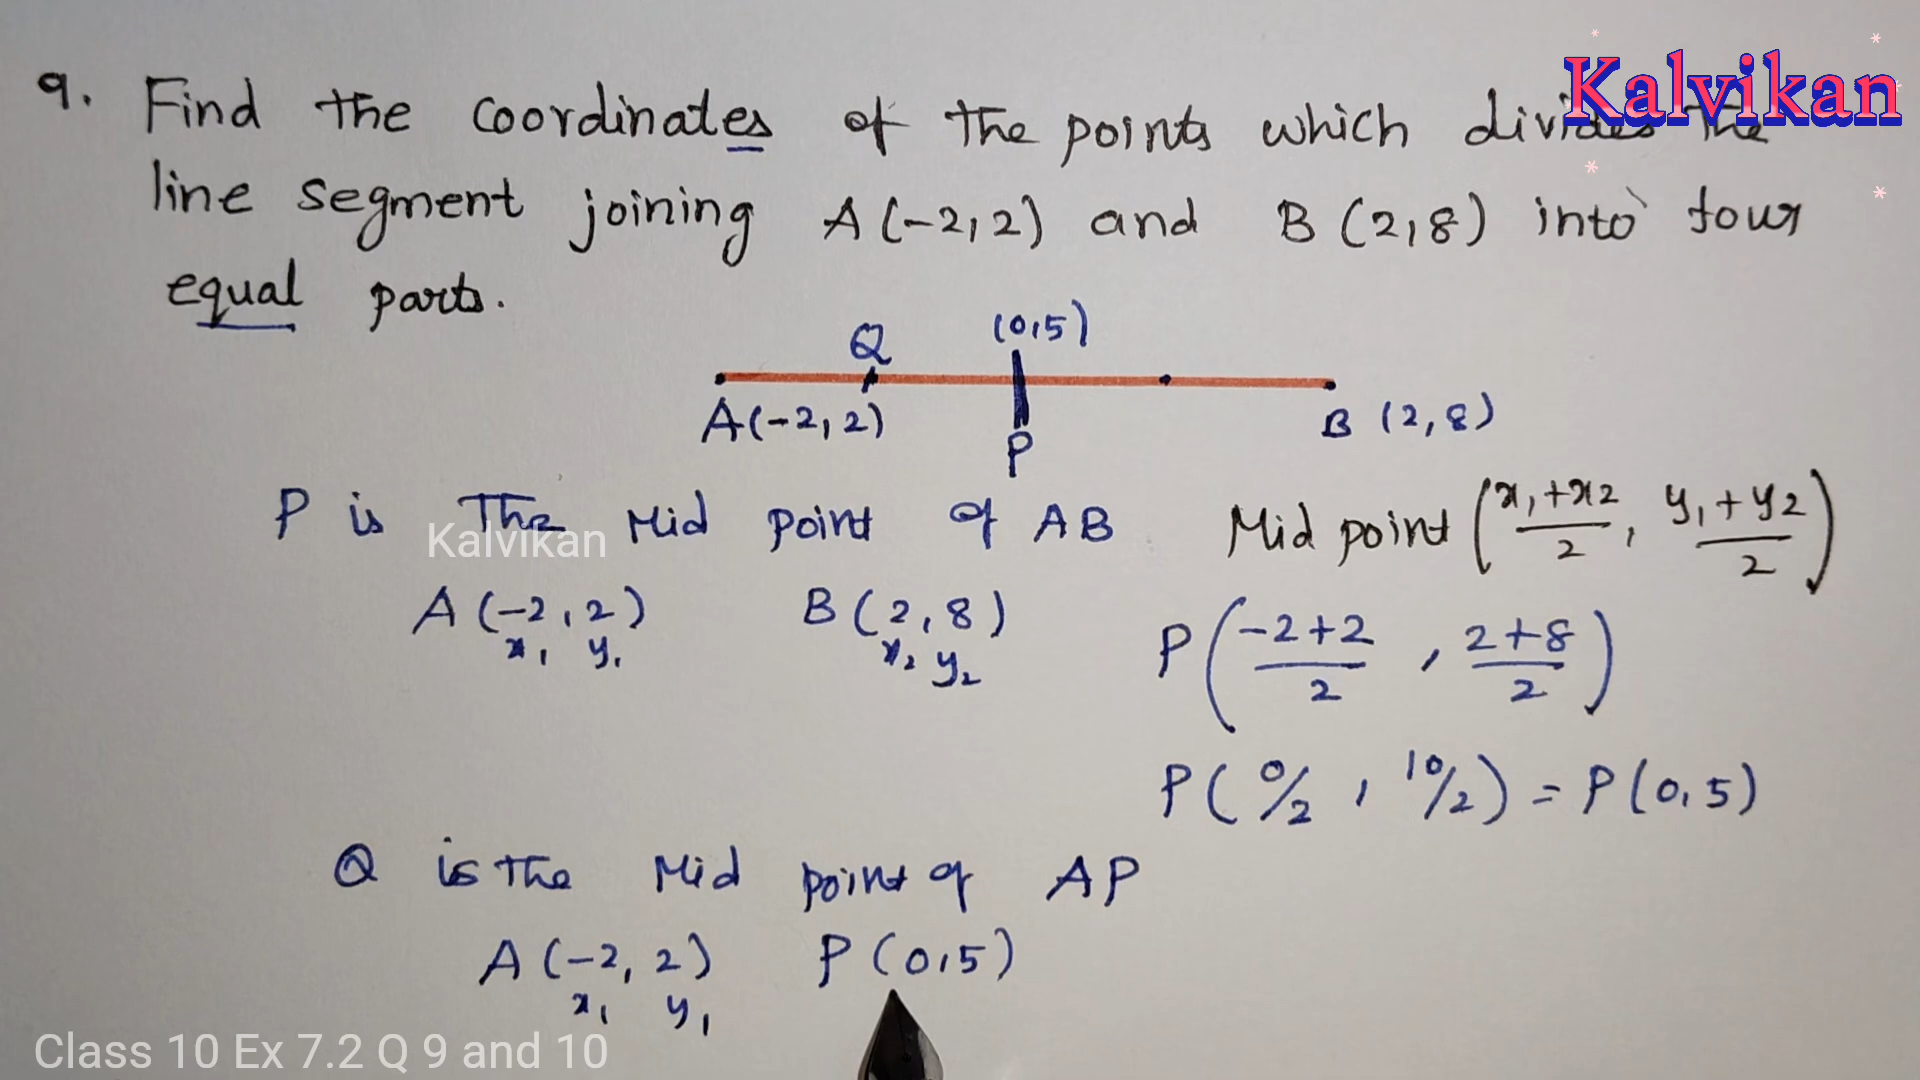 Kalvikan
9. Find the coordinates of the points which divides the
line segment joining A (-2, 2) and B (2, 8) into four
equal parts.
Q (0,5)
A(-2, 2) P B (2, 8)
P is The Mid point of AB Mid point (x₁+x₂/2, y₁+y₂/2)
Kalvikan
A (-2, 2) B (2, 8)
x₁ y₁ x₂ y₂
P(-2+2/2, 2+8/2)
P(0/2, 10/2) = P(0, 5)
Q is the Mid point of AP
A (-2, 2) P (0, 5)
x₁ y₁
Class 10 Ex 7.2 Q 9 and 10